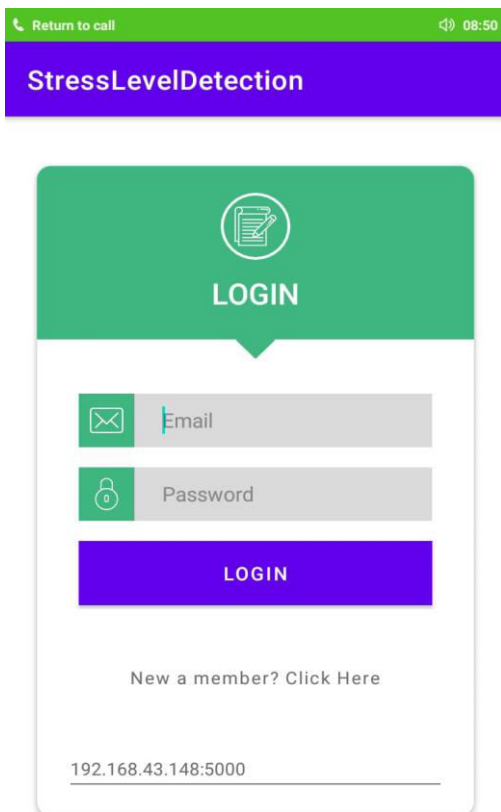 Return to call 08:50
StressLevelDetection
LOGIN
Email
Password
LOGIN
New a member? Click Here
192.168.43.148:5000